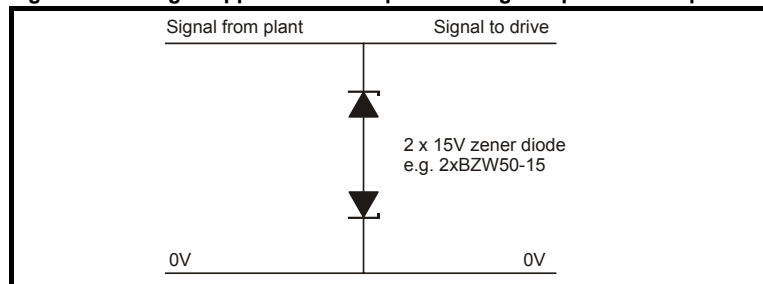 Signal from plant Signal to drive
2 x 15V zener diode
e.g. 2xBZW50-15
0V 0V